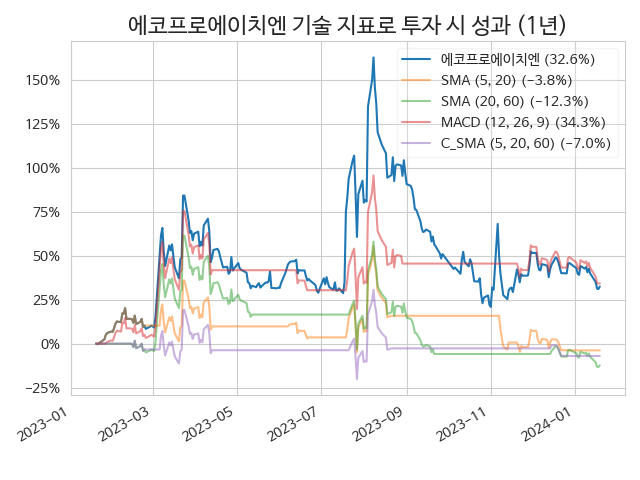 에코프로에이치엔 기술 지표로 투자 시 성과 (1년)
에코프로에이치엔 (32.6%)
SMA (5, 20) (−3.8%)
SMA (20, 60) (−12.3%)
MACD (12, 26, 9) (34.3%)
C_SMA (5, 20, 60) (−7.0%)
150%
125%
100%
75%
50%
25%
0%
−25%
2023−01
2023−03
2023−05
2023−07
2023−09
2023−11
2024−01